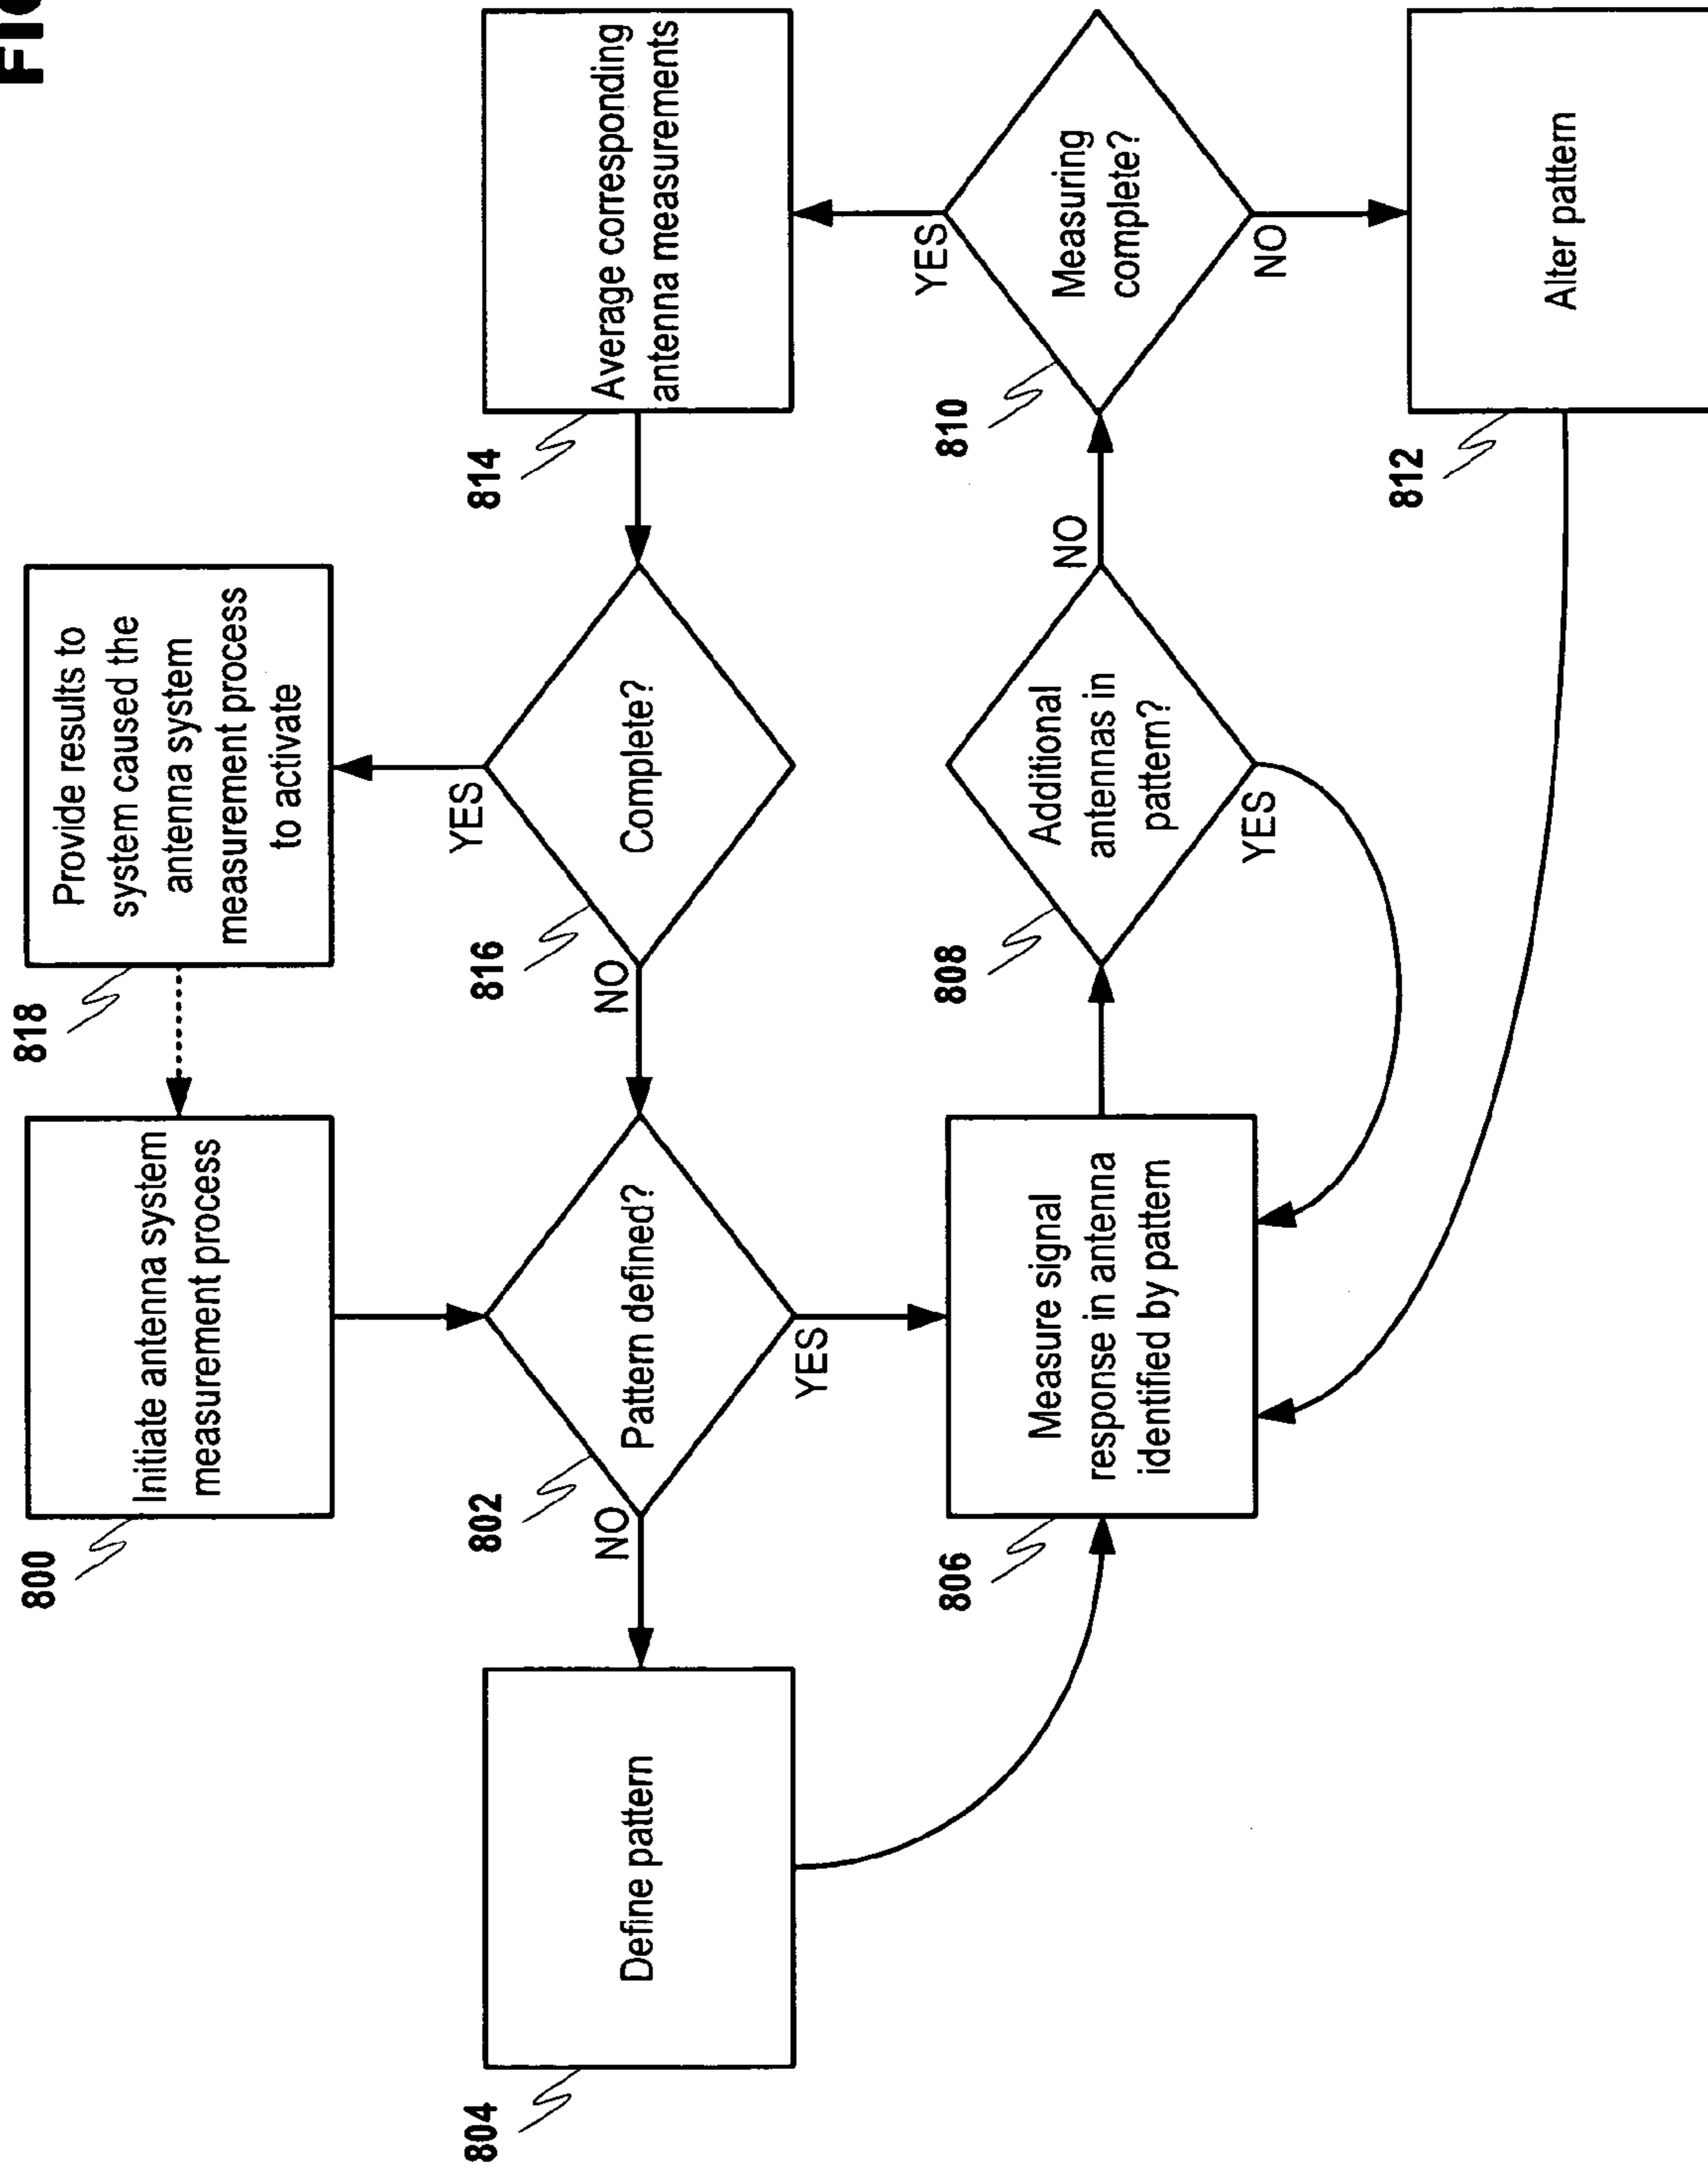 FIG
800
Initiate antenna system
measurement process
818
Provide results to
system caused the
antenna system
measurement process
to activate
YES
804
Define pattern
NO
802
Pattern defined?
YES
NO
816
Complete?
814
Average corresponding
antenna measurements
YES
806
Measure signal
response in antenna
identified by pattern
808
Additional
antennas in
pattern?
YES
NO
810
Measuring
complete?
NO
812
Alter pattern